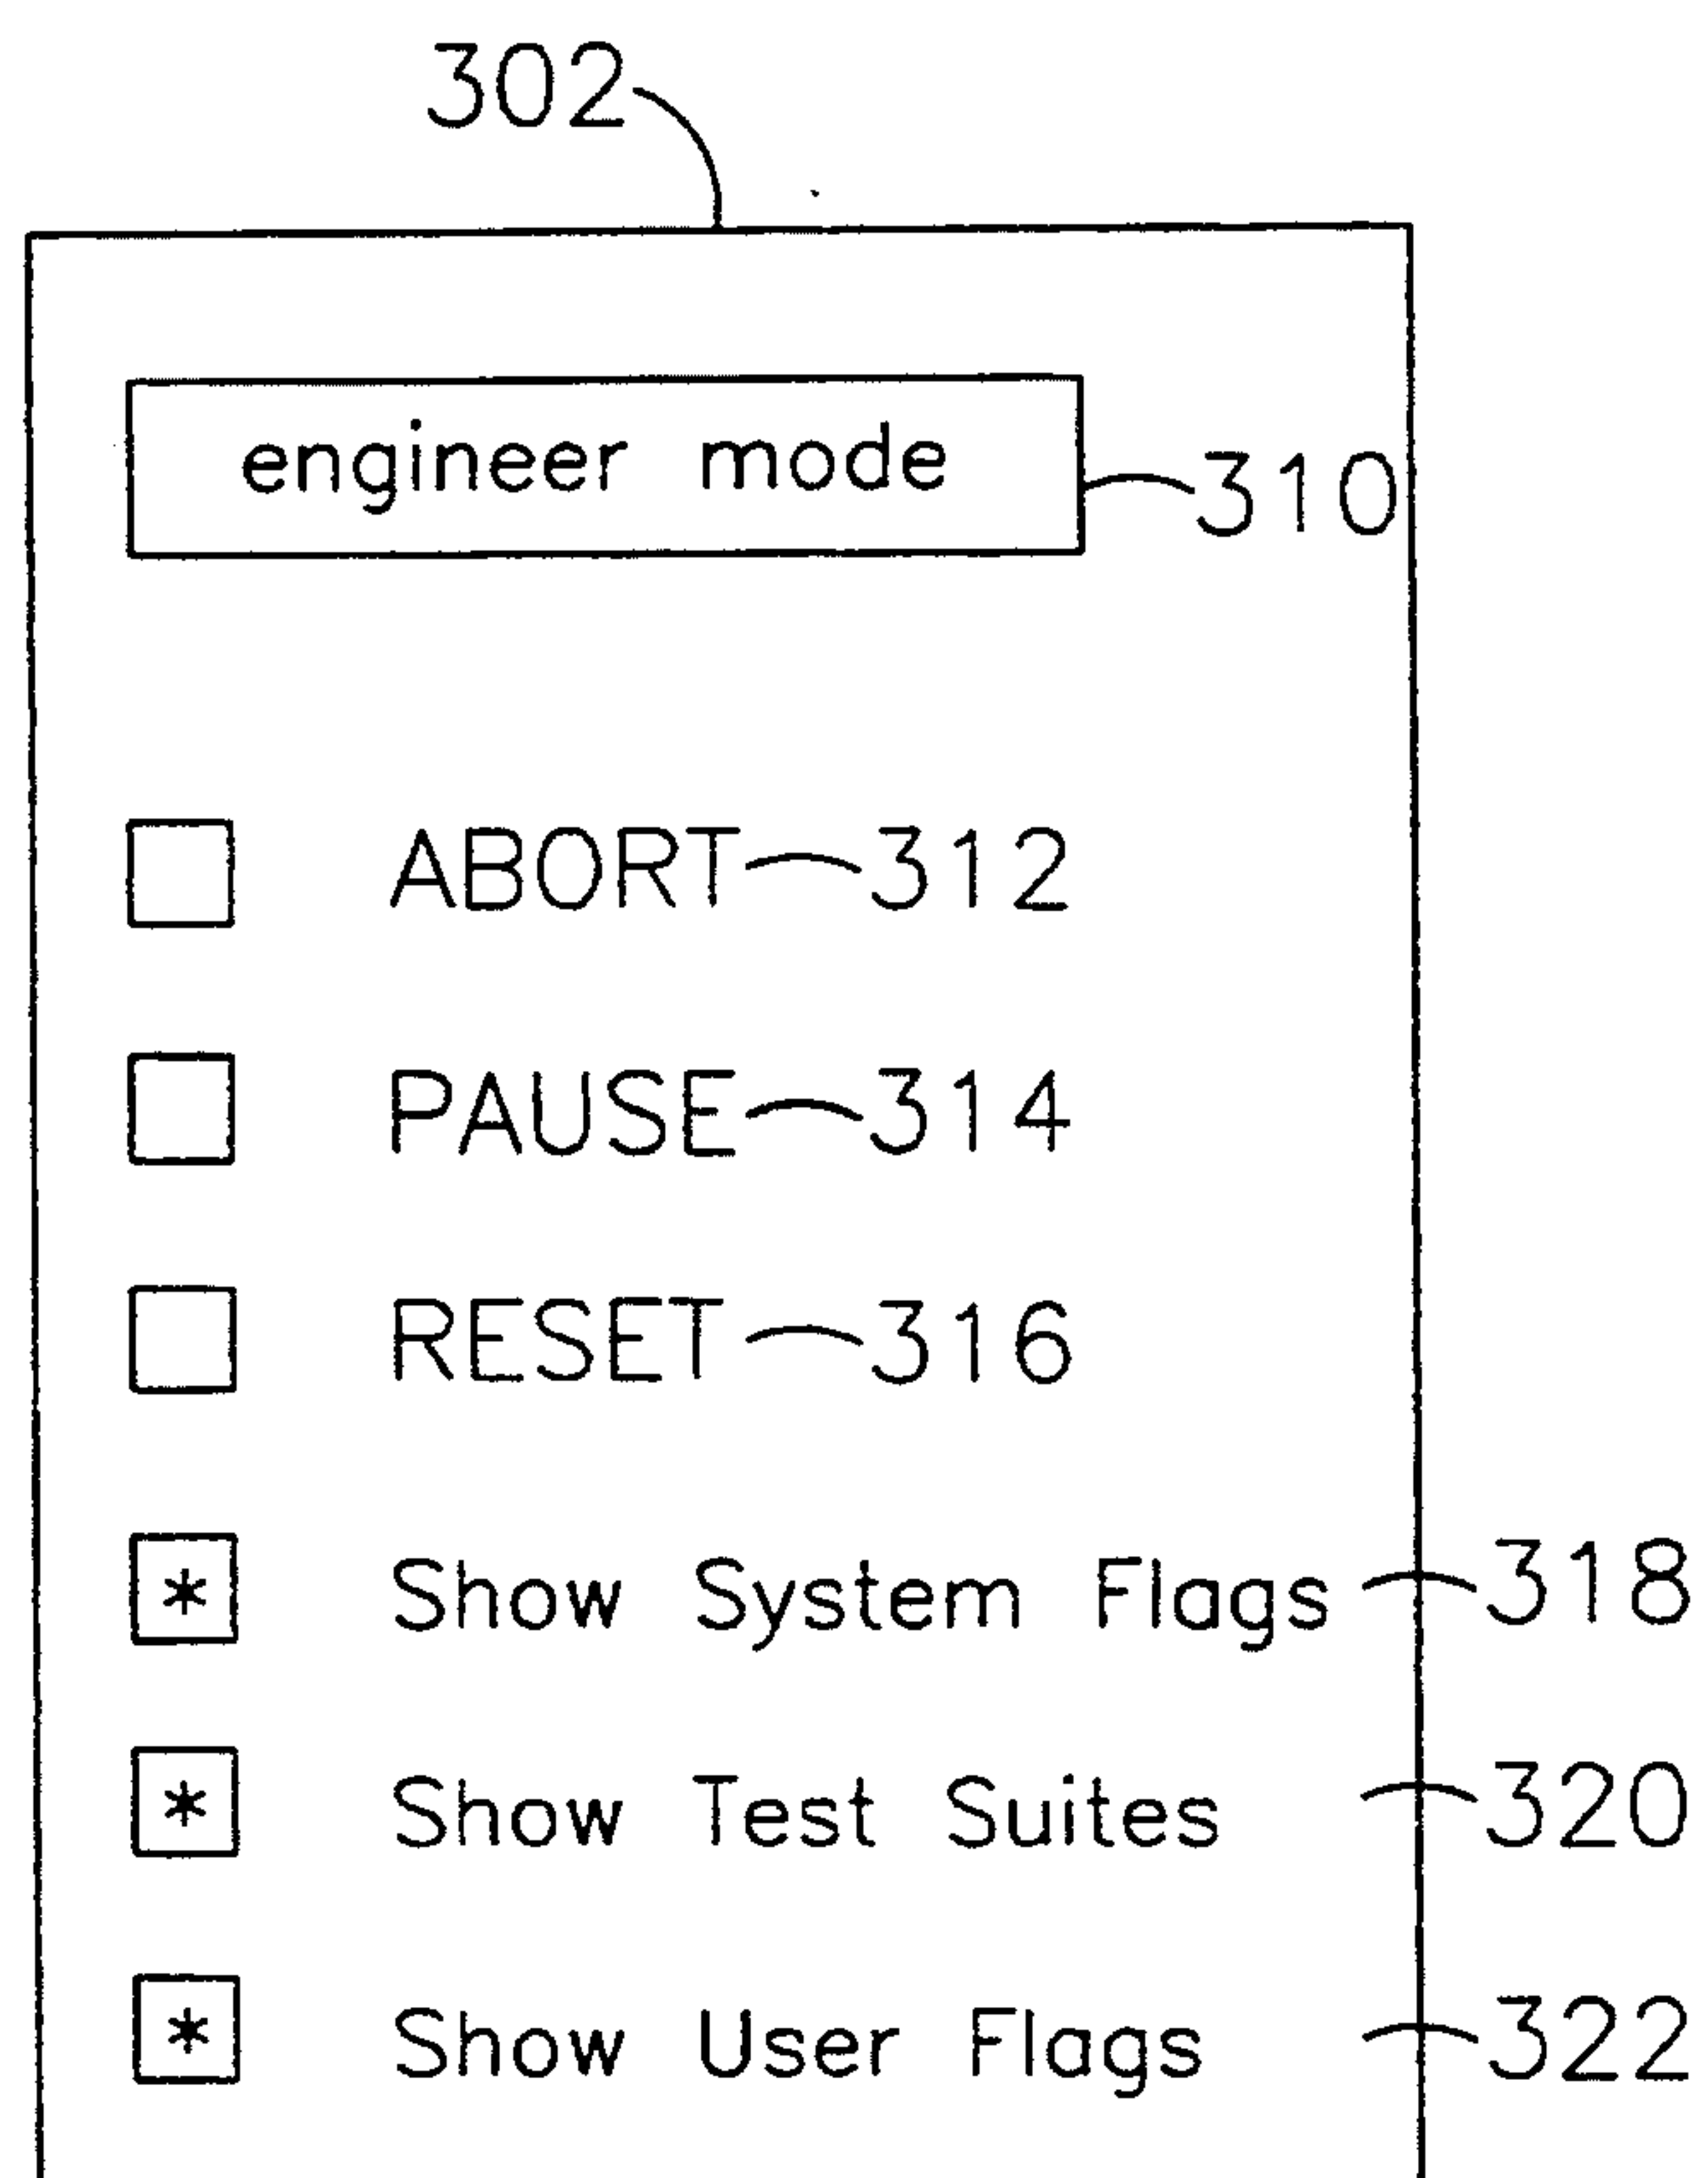 302
engineer mode 310
ABORT 312
PAUSE 314
RESET 316
* Show System Flags 318
* Show Test Suites 320
* Show User Flags 322